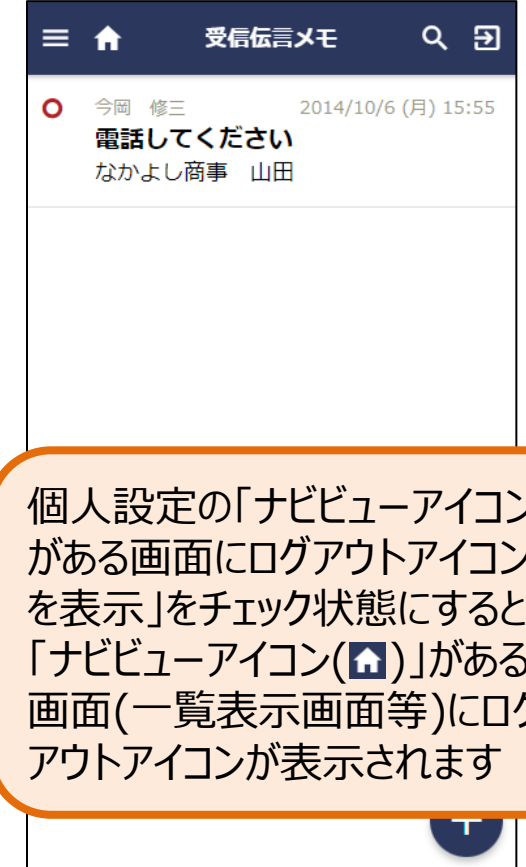 受信伝言メモ
今岡 修三 2014/10/6 (月) 15:55
電話してください
なかよし商事 山田
個人設定の「ナビビューアイコン
がある画面にログアウトアイコン
を表示」をチェック状態にすると
「ナビビューアイコン( )」がある
画面(一覧表示画面等)にログ
アウトアイコンが表示されます